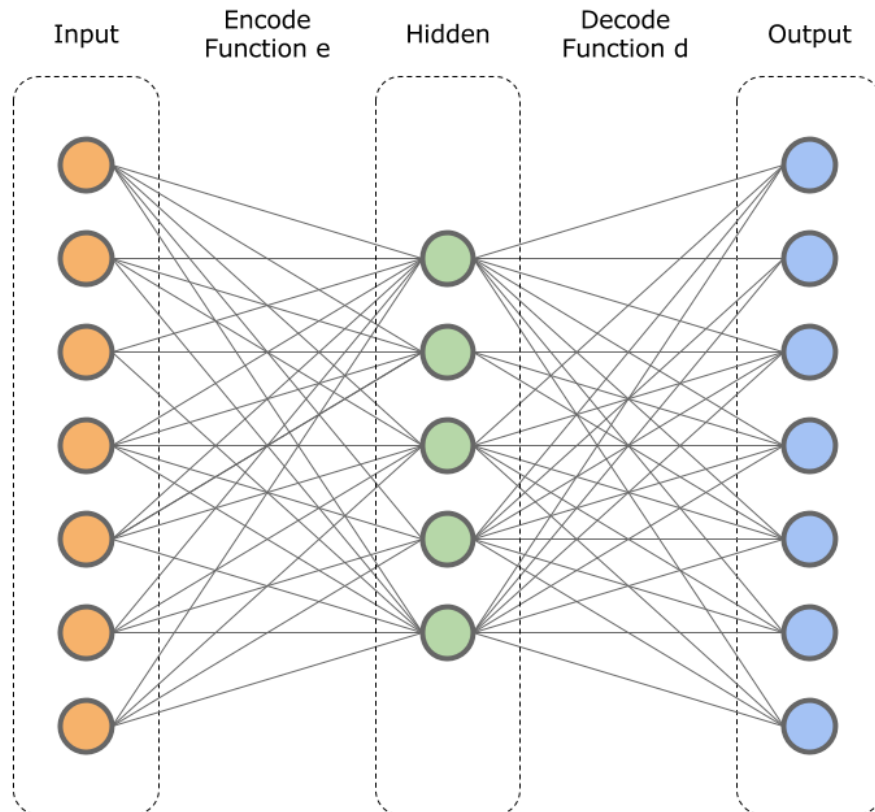 Input
Encode
Function e
Hidden
Decode
Function d
Output